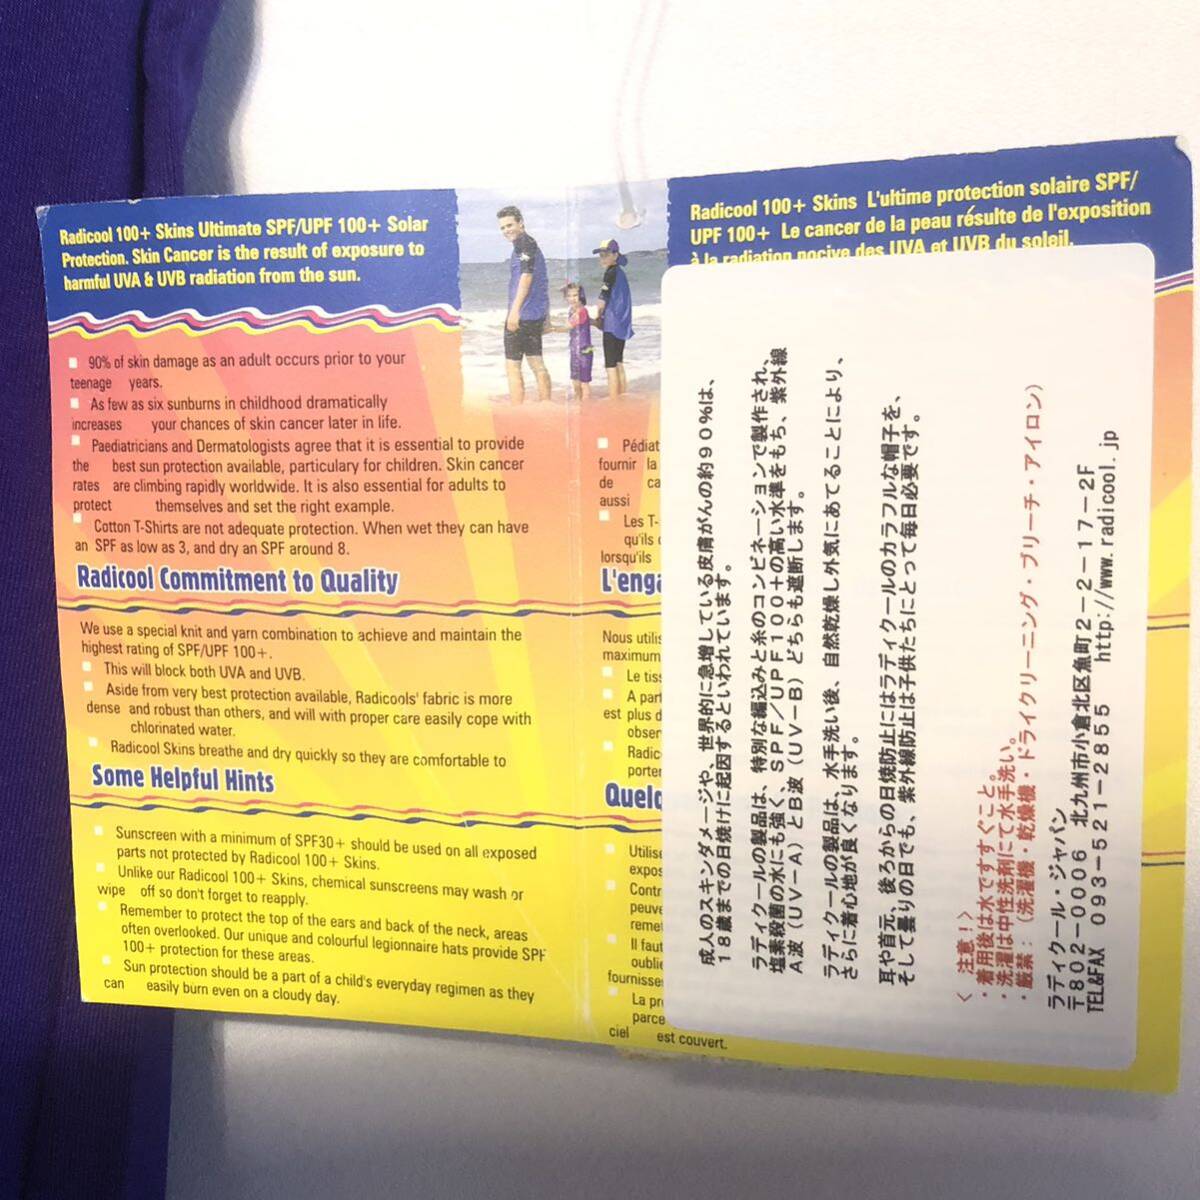 Radicool 100+ Skins Ultimate SPF/UPF 100+ Solar
Protection. Skin Cancer is the result of exposure to
harmful UVA & UVB radiation from the sun.
90% of skin damage as an adult occurs prior to your
teenage years.
As few as six sunburns in childhood dramatically
increases your chances of skin cancer later in life.
Paediatricians and Dermatologists agree that it is essential to provide
the best sun protection available, particulary for children. Skin cancer
rates are climbing rapidly worldwide. It is also essential for adults to
protect themselves and set the right example.
Cotton T-Shirts are not adequate protection. When wet they can have
an SPF as low as 3, and dry an SPF around 8.
Radicool Commitment to Quality
We use a special knit and yarn combination to achieve and maintain the
highest rating of SPF/UPF 100+.
This will block both UVA and UVB.
Aside from very best protection available, Radicools' fabric is more
dense and robust than others, and will with proper care easily cope with
chlorinated water.
Radicool Skins breathe and dry quickly so they are comfortable to
Some Helpful Hints
Sunscreen with a minimum of SPF30+ should be used on all exposed
parts not protected by Radicool 100+ Skins.
Unlike our Radicool 100+ Skins, chemical sunscreens may wash or
wipe off so don't forget to reapply.
Remember to protect the top of the ears and back of the neck, areas
often overlooked. Our unique and colourful legionnaire hats provide SPF
100+ protection for these areas.
Sun protection should be a part of a child's everyday regimen as they
can easily burn even on a cloudy day.
Radicool 100+ Skins L'ultime protection solaire SPF/
UPF 100+ Le cancer de la peau résulte de l'exposition
à la radiation nocive des UVA et UVB du soleil.
Pédiat
fournir la
de ca
aussi
Les T-
qu'ils
lorsqu'ils
L'enga
Nous utilis
maximum
Le tiss
A part
est plus d
obser
Radic
porter
Quelq
Utilise
expos
Contr
peuve
reme
Il faut
oublie
fournisse
La pr
parce
ciel est couvert.
成人のスキンダメージや、世界的に急増している皮膚がんの約90%は、
18歳までの日焼けに起因するといわれています。
ラディクールの製品は、特別な編込みと糸のコンビネーションで製作され、
塩素殺菌の水にも強く、SPF/UPF100+の高い水準をもち、紫外線
A波(UV-A)とB波(UV-B)どちらも遮断します。
ラディクールの製品は、水手洗い後、自然乾燥し外気にあてることにより、
さらに着心地が良くなります。
耳や首元、後ろからの日焼防止にはラディクールのカラフルな帽子を、
そして曇りの日でも、紫外線防止は子供たちにとって毎日必要です。
<注意!>
・着用後は水ですすぐこと。
・洗濯は中性洗剤にて水手洗い。
・厳禁:(洗濯機・乾燥機・ドライクリーニング・ブリーチ・アイロン)
ラディクール・ジャパン
〒802-0006 北九州市小倉北区魚町2-2-17-2F
TEL&FAX 093-521-2855 http://www.radicool.jp